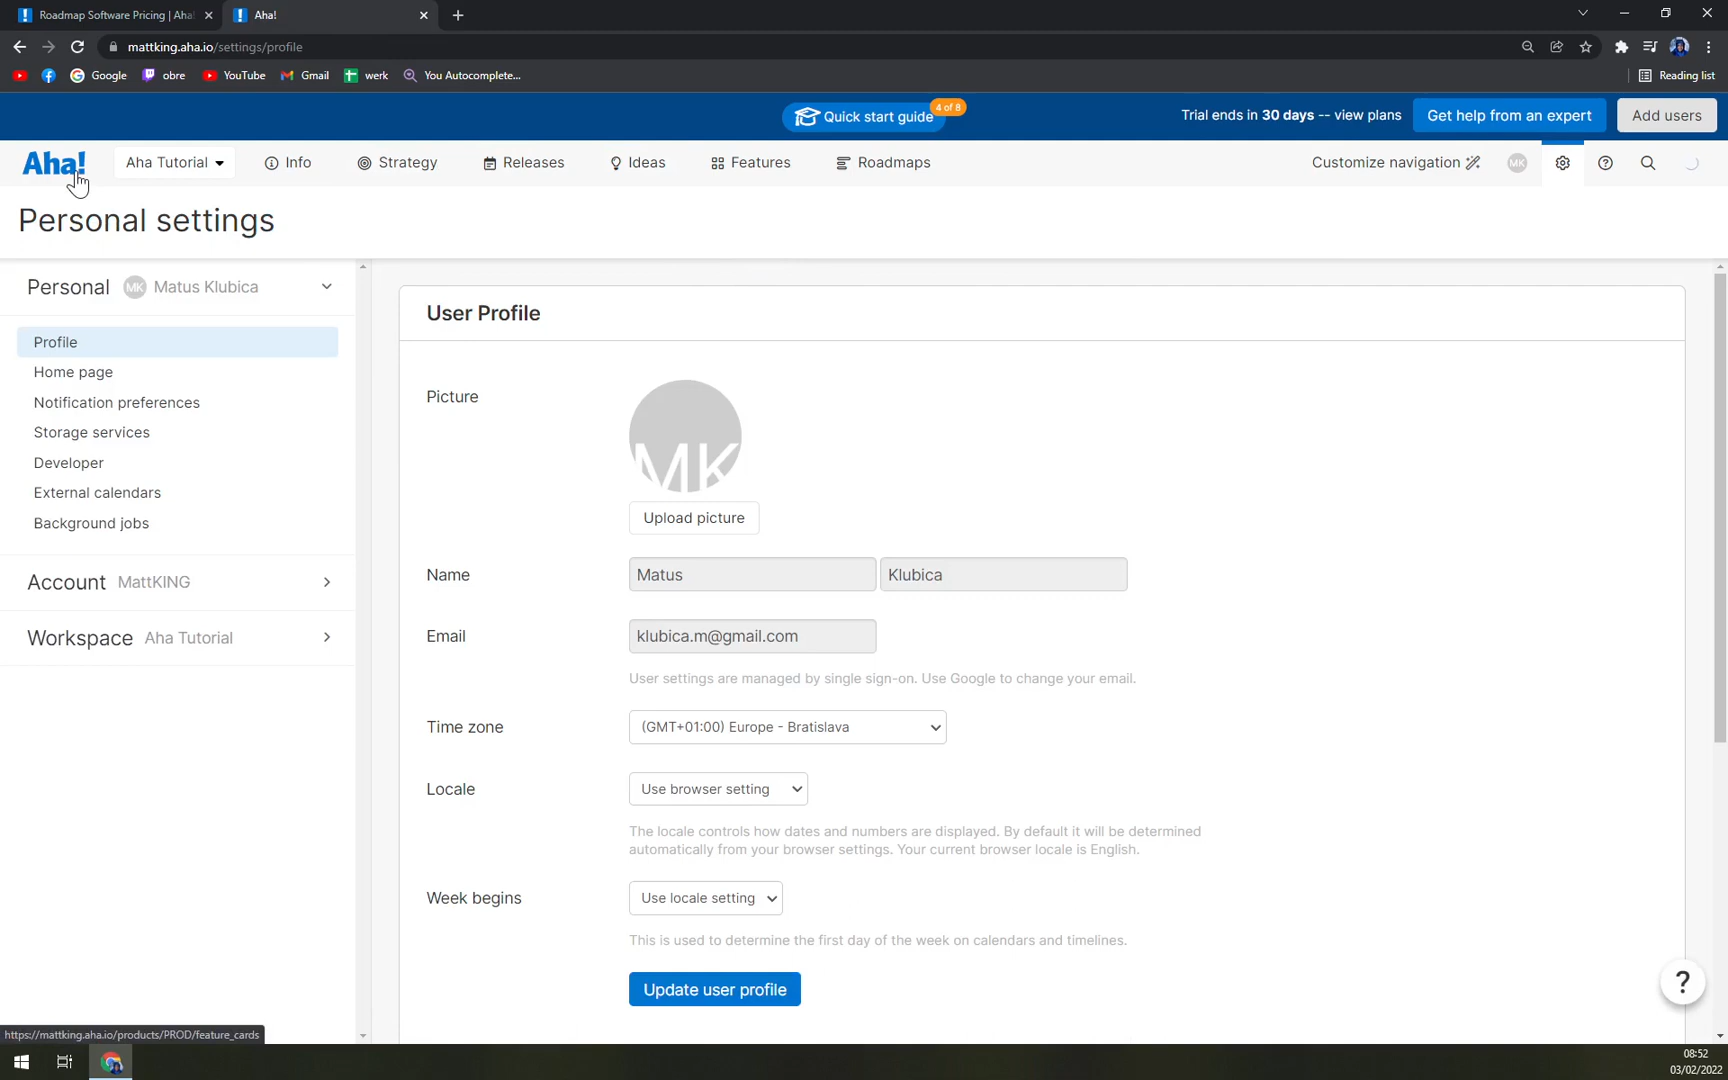 Roadmap Software Pricing | Aha
Aha!
mattking.aha.io/settings/profile
Google
obre
YouTube
Gmail
werk
You Autocomplete...
Reading list
Quick start guide
4 of 8
Trial ends in 30 days -- view plans
Get help from an expert
Add users
Aha!
Aha Tutorial
Info
Strategy
Releases
Ideas
Features
Roadmaps
Customize navigation
MK
Personal settings
Personal MK Matus Klubica
Profile
Home page
Notification preferences
Storage services
Developer
External calendars
Background jobs
Account MattKING
Workspace Aha Tutorial
User Profile
Picture
MK
Upload picture
Name
Matus
Klubica
Email
klubica.m@gmail.com
User settings are managed by single sign-on. Use Google to change your email.
Time zone
(GMT+01:00) Europe - Bratislava
Locale
Use browser setting
The locale controls how dates and numbers are displayed. By default it will be determined
automatically from your browser settings. Your current browser locale is English.
Week begins
Use locale setting
This is used to determine the first day of the week on calendars and timelines.
Update user profile
?
https://mattking.aha.io/products/PROD/feature_cards
08:52
03/02/2022